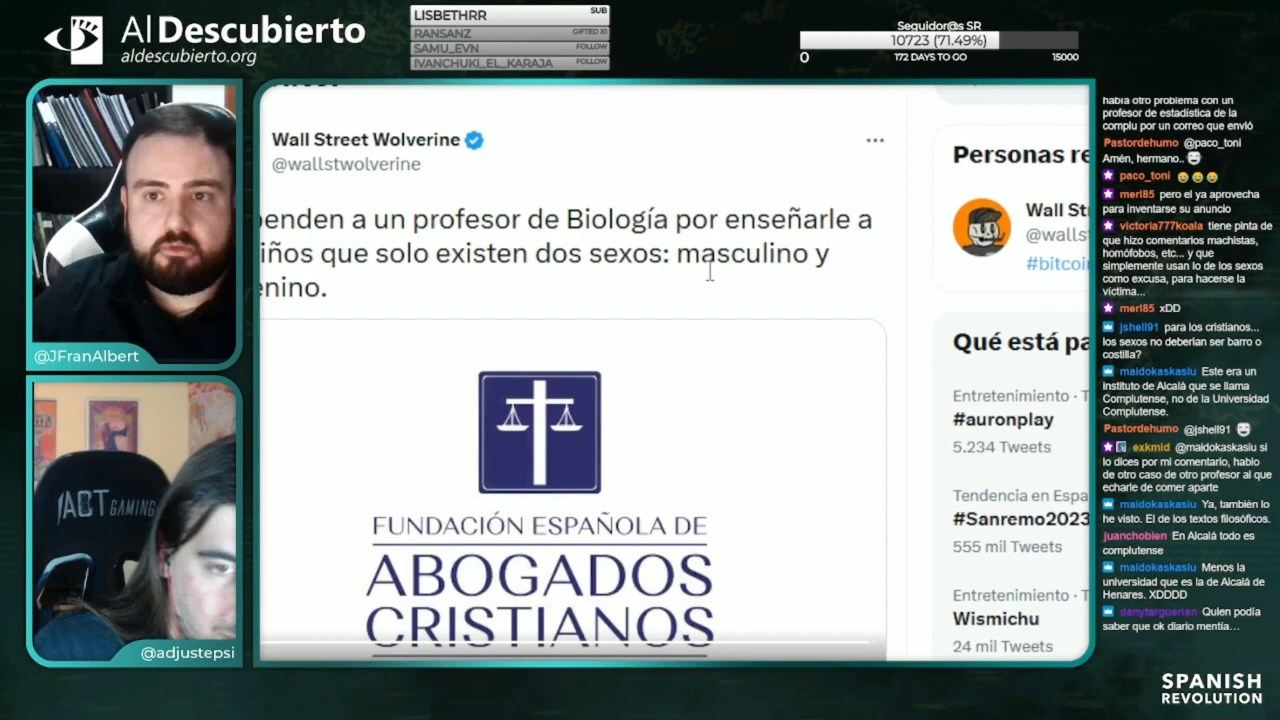 Al Descubierto
aldescubierto.org
LISBETHRR SUB
RANSANZ GIFTED X1
SAMU_EVN FOLLOW
IVANCHUKI_EL_KARAJA FOLLOW
Seguidor@s SR
10723 (71.49%)
0 172 DAYS TO GO 15000
@JFranAlbert
ACT GAMING
@adjustepsi
Wall Street Wolverine
@wallstwolverine
penden a un profesor de Biología por enseñarle a
iños que solo existen dos sexos: masculino y
enino.
FUNDACIÓN ESPAÑOLA DE
ABOGADOS
CRISTIANOS
Personas re
Wall St
@walls
#bitcoi
Qué está pa
Entretenimiento · T
#auronplay
5.234 Tweets
Tendencia en Espa
#Sanremo2023
555 mil Tweets
Entretenimiento · T
Wismichu
24 mil Tweets
había otro problema con un
profesor de estadística de la
complu por un correo que envió
Pastordehumo @paco_toni
Amén, hermano..
paco_toni
merl85 pero el ya aprovecha
para inventarse su anuncio
victoria777koala tiene pinta de
que hizo comentarios machistas,
homófobos, etc... y que
simplemente usan lo de los sexos
como excusa, para hacerse la
víctima...
merl85 xDD
jshell91 para los cristianos...
los sexos no deberían ser barro o
costilla?
maidokaskasiu Este era un
instituto de Alcalá que se llama
Complutense, no de la Universidad
Complutense.
Pastordehumo @jshell91
exkmid @maidokaskasiu si
lo dices por mi comentario, hablo
de otro caso de otro profesor al que
echarle de comer aparte
maidokaskasiu Ya, también lo
he visto. El de los textos filosóficos.
juanchobien En Alcalá todo es
complutense
maidokaskasiu Menos la
universidad que es la de Alcalá de
Henares. XDDDD
danytarguerian Quien podía
saber que ok diario mentía...
SPANISH
REVOLUTION